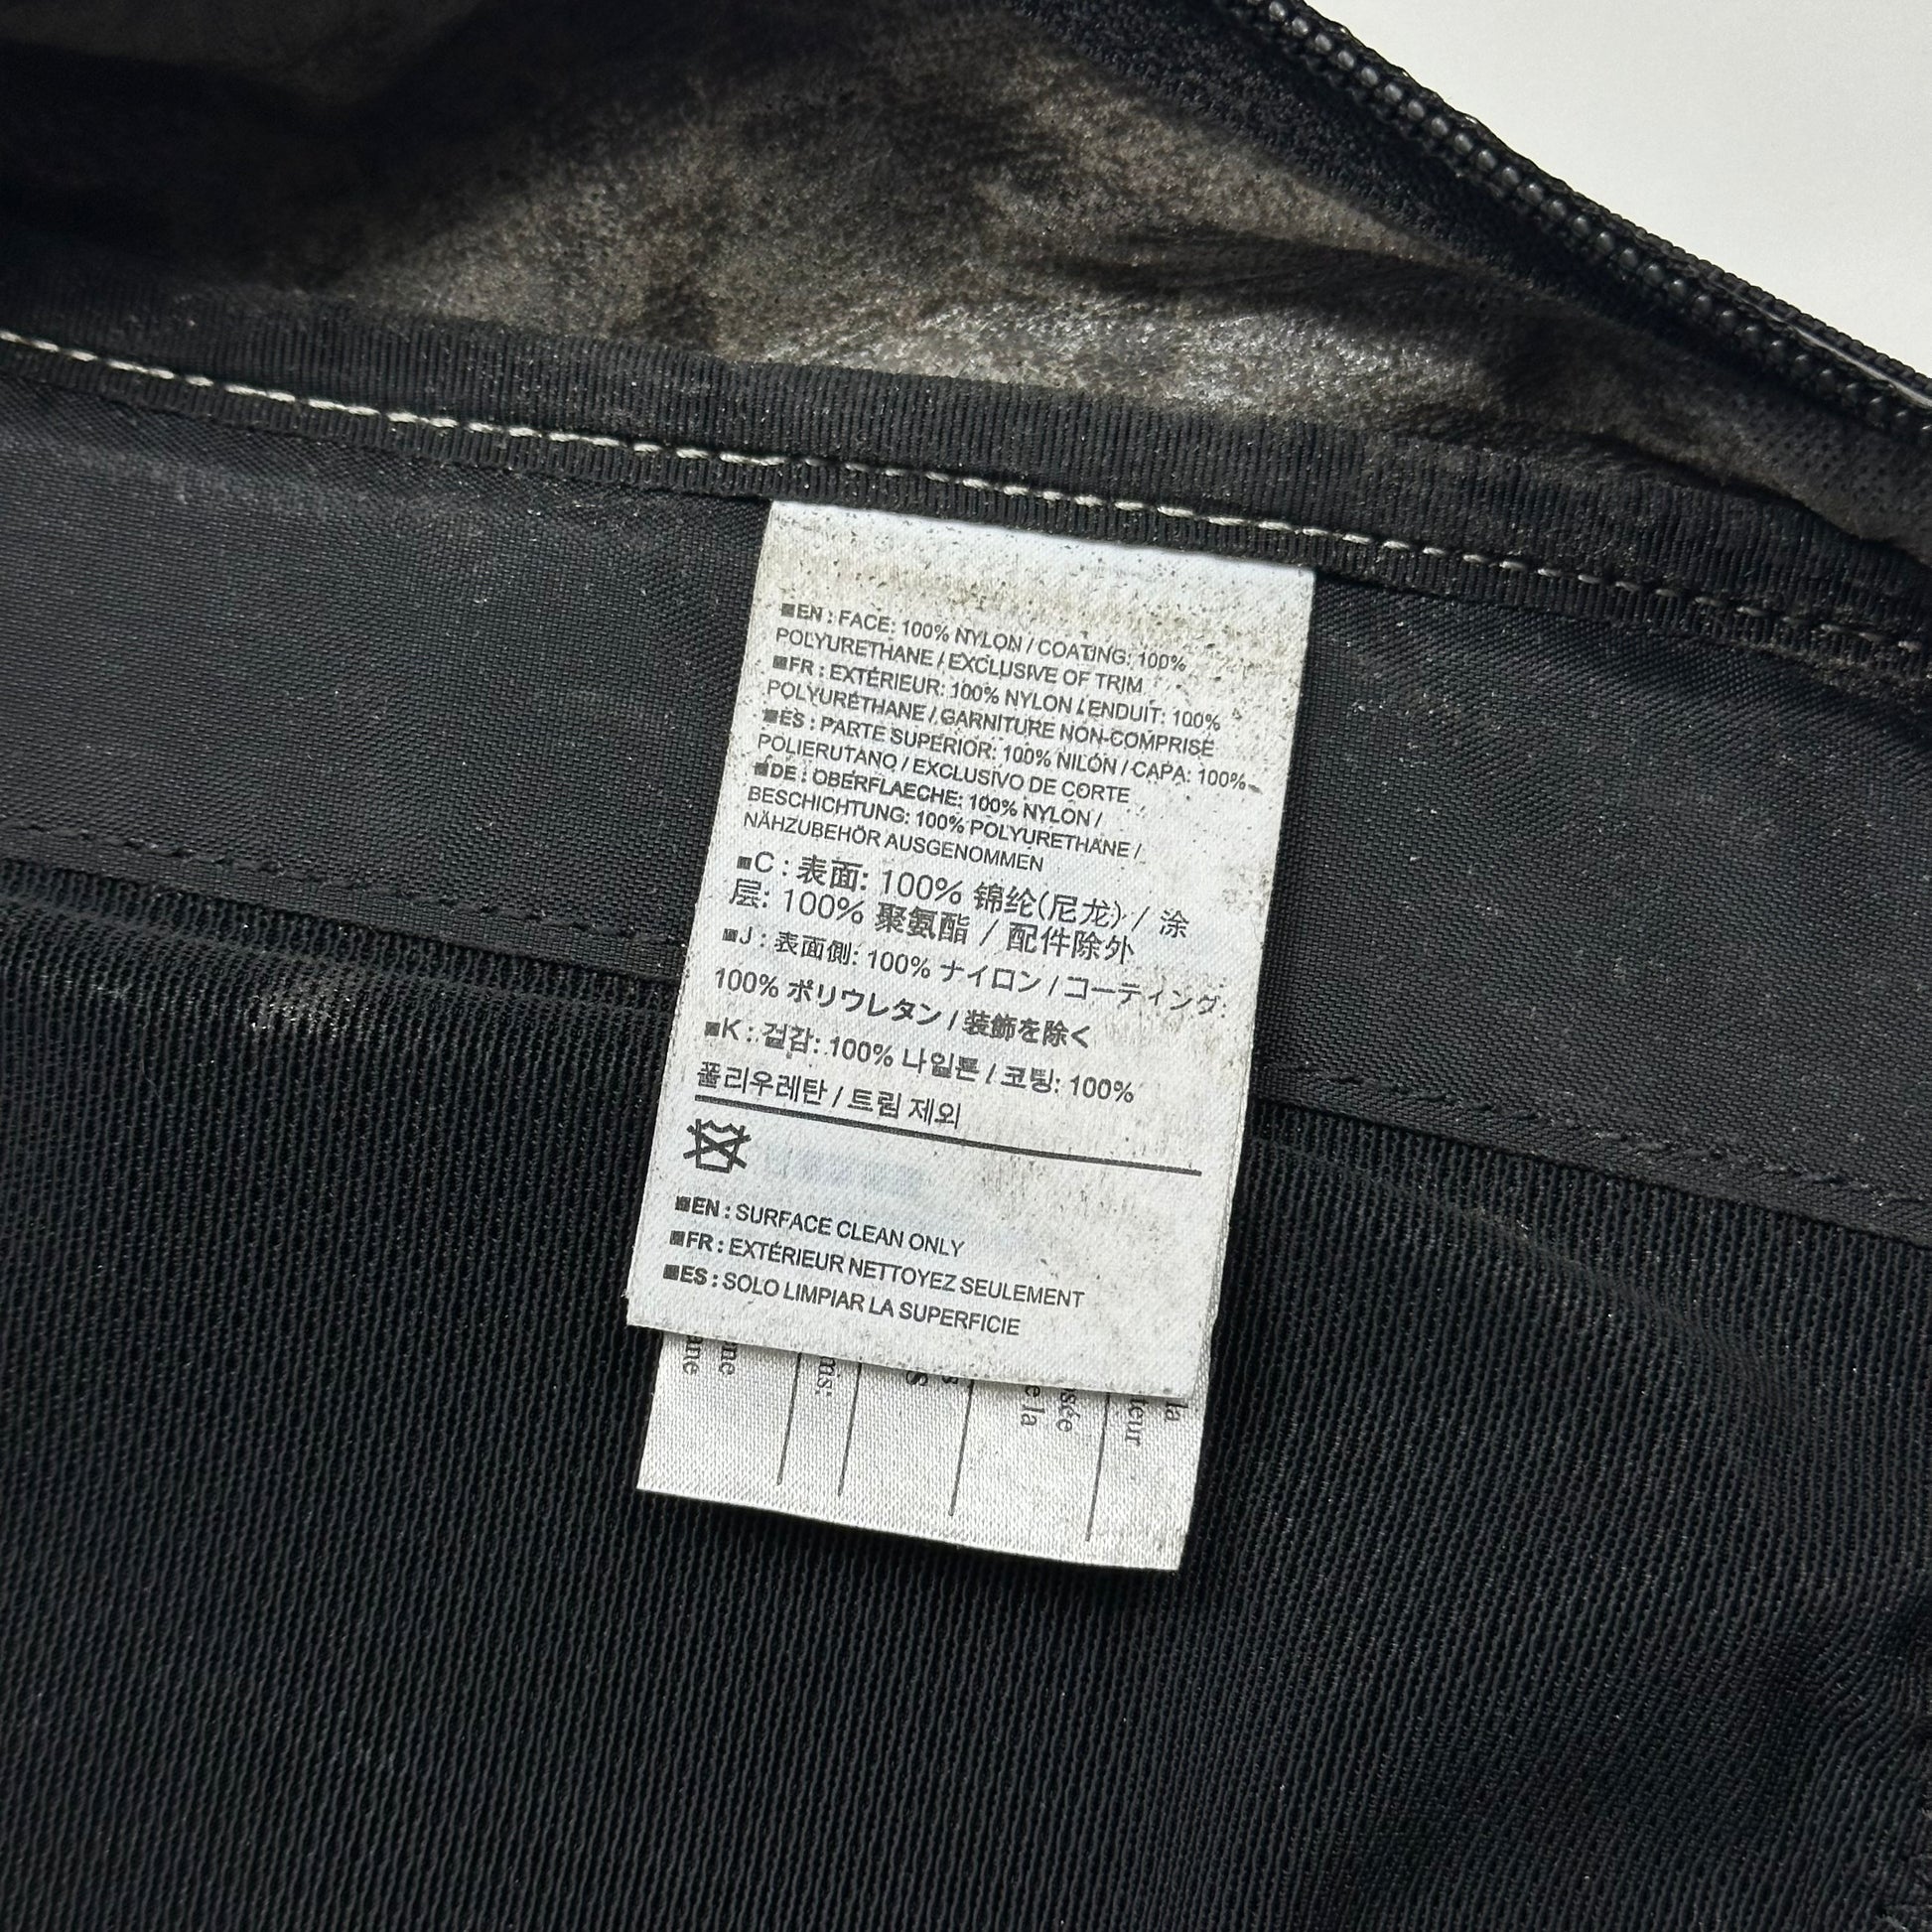 ■EN : FACE: 100% NYLON / COATING: 100%
POLYURETHANE / EXCLUSIVE OF TRIM
■FR : EXTÉRIEUR: 100% NYLON / ENDUIT: 100%
POLYURÉTHANE / GARNITURE NON-COMPRISE
■ES : PARTE SUPERIOR: 100% NILÓN / CAPA: 100%
POLIERUTANO / EXCLUSIVO DE CORTE
■DE : OBERFLAECHE: 100% NYLON /
BESCHICHTUNG: 100% POLYURETHANE /
NÄHZUBEHÖR AUSGENOMMEN
■C : 表面: 100% 锦纶(尼龙) / 涂
层: 100% 聚氨酯 / 配件除外
■J : 表面側: 100% ナイロン / コーティング:
100% ポリウレタン / 装飾を除く
■K : 겉감: 100% 나일론 / 코팅: 100%
폴리우레탄 / 트림 제외
■EN : SURFACE CLEAN ONLY
■FR : EXTÉRIEUR NETTOYEZ SEULEMENT
■ES : SOLO LIMPIAR LA SUPERFICIE
la